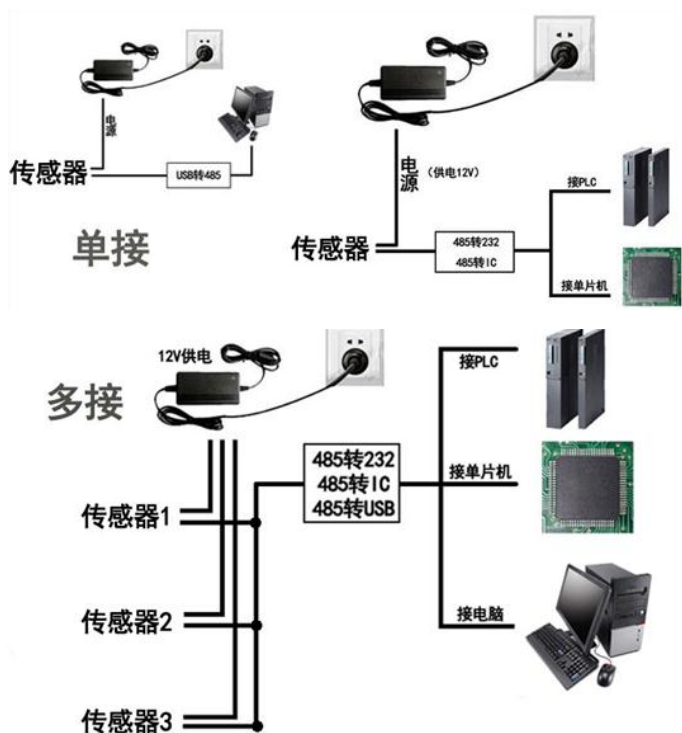 电源
传感器
USB转485
单接
电源
(供电12V)
传感器
485转232
485转IC
接PLC
接单片机
多接
12V供电
485转232
485转IC
485转USB
接PLC
接单片机
接电脑
传感器1
传感器2
传感器3